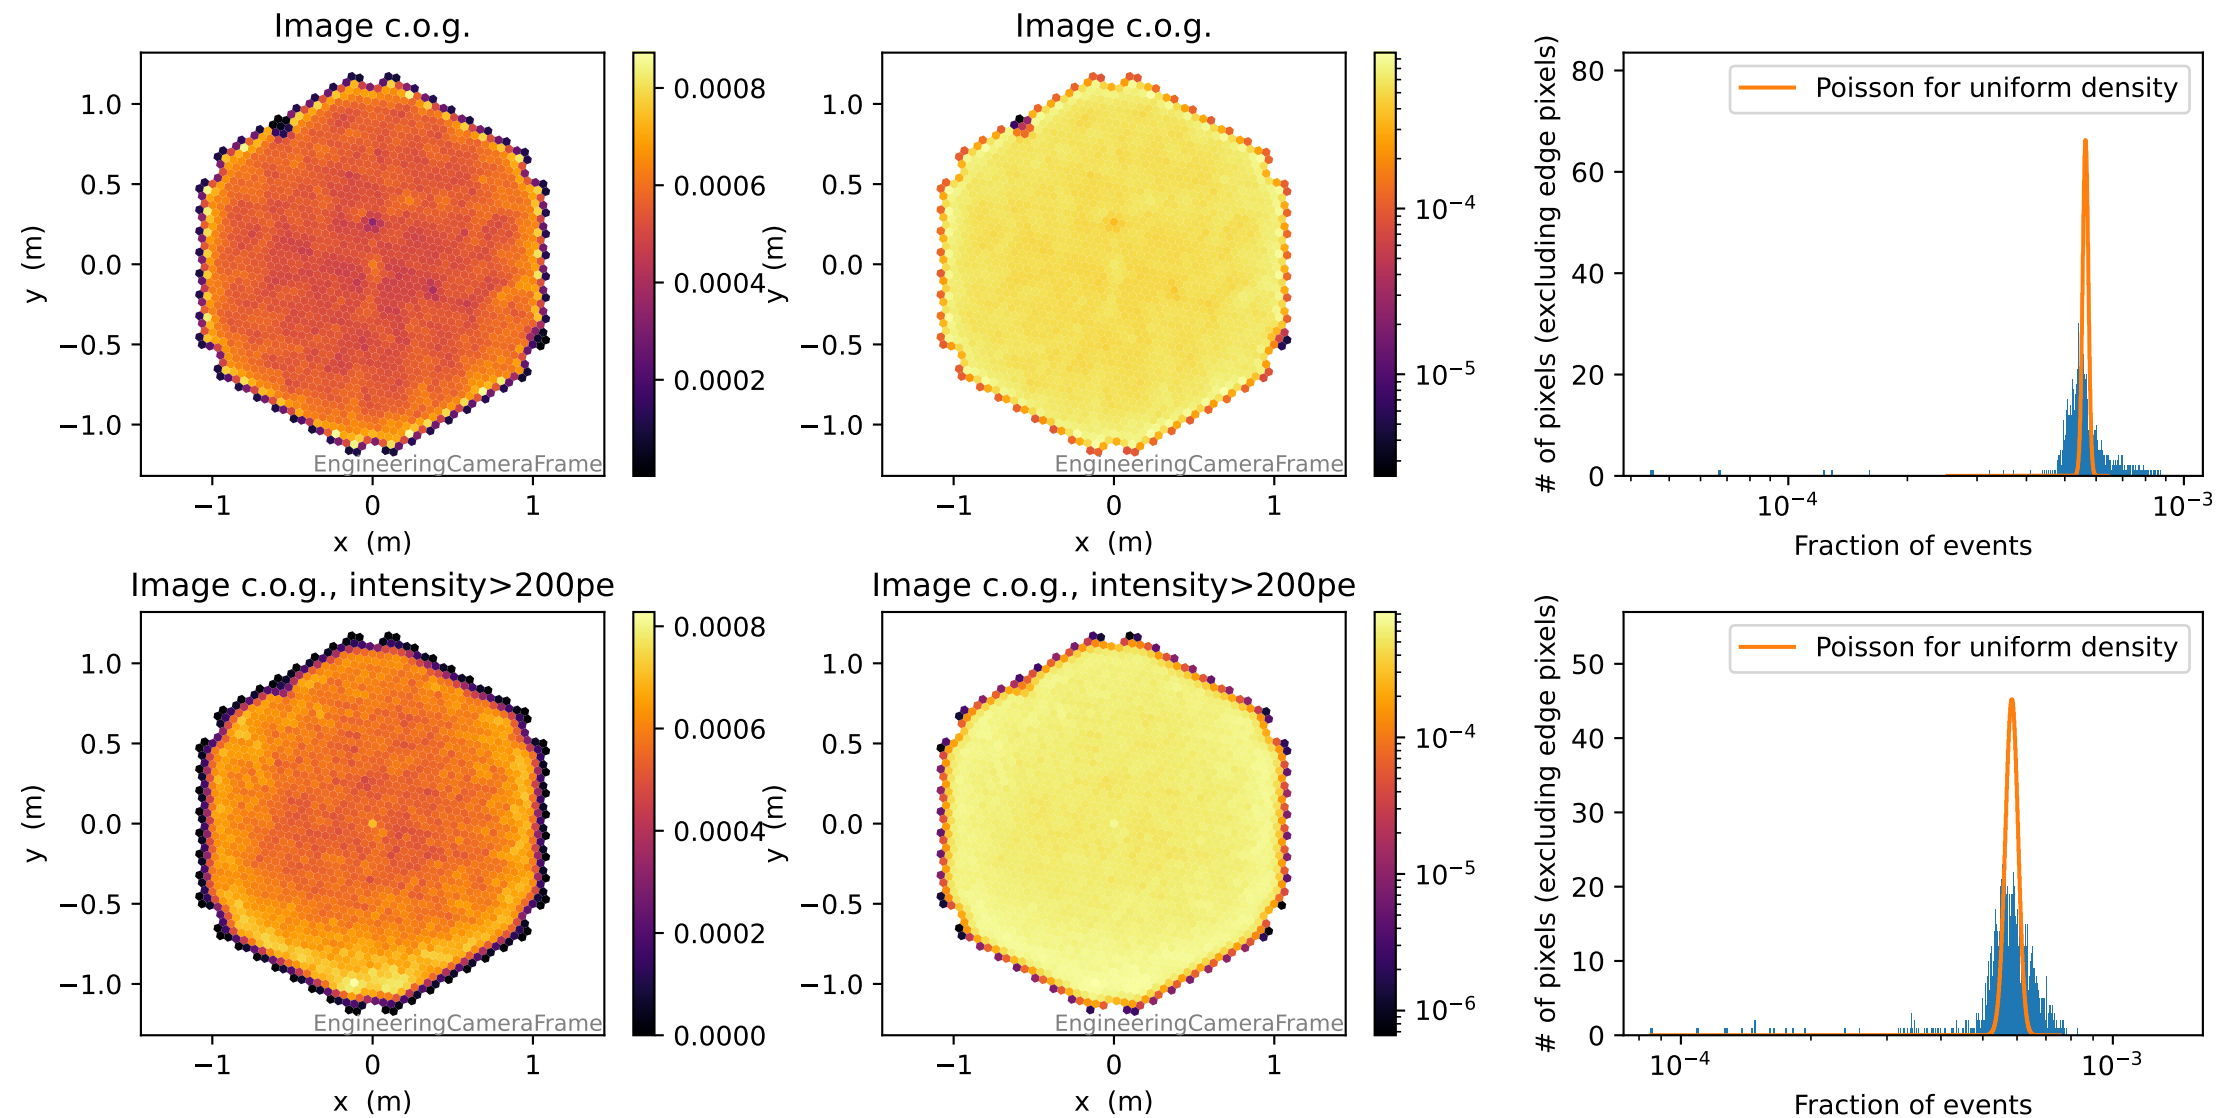 Image c.o.g.
1.0
0.5
0.0
−0.5
−1.0
y (m)
−1 0 1
x (m)
EngineeringCameraFrame
0.0008
0.0006
0.0004
0.0002
Image c.o.g.
1.0
0.5
0.0
−0.5
−1.0
y (m)
−1 0 1
x (m)
EngineeringCameraFrame
10⁻⁴
10⁻⁵
# of pixels (excluding edge pixels)
80
60
40
20
0
Poisson for uniform density
10⁻⁴ 10⁻³
Fraction of events
Image c.o.g., intensity>200pe
1.0
0.5
0.0
−0.5
−1.0
y (m)
−1 0 1
x (m)
EngineeringCameraFrame
0.0008
0.0006
0.0004
0.0002
0.0000
Image c.o.g., intensity>200pe
1.0
0.5
0.0
−0.5
−1.0
y (m)
−1 0 1
x (m)
EngineeringCameraFrame
10⁻⁴
10⁻⁵
10⁻⁶
# of pixels (excluding edge pixels)
50
40
30
20
10
0
Poisson for uniform density
10⁻⁴ 10⁻³
Fraction of events